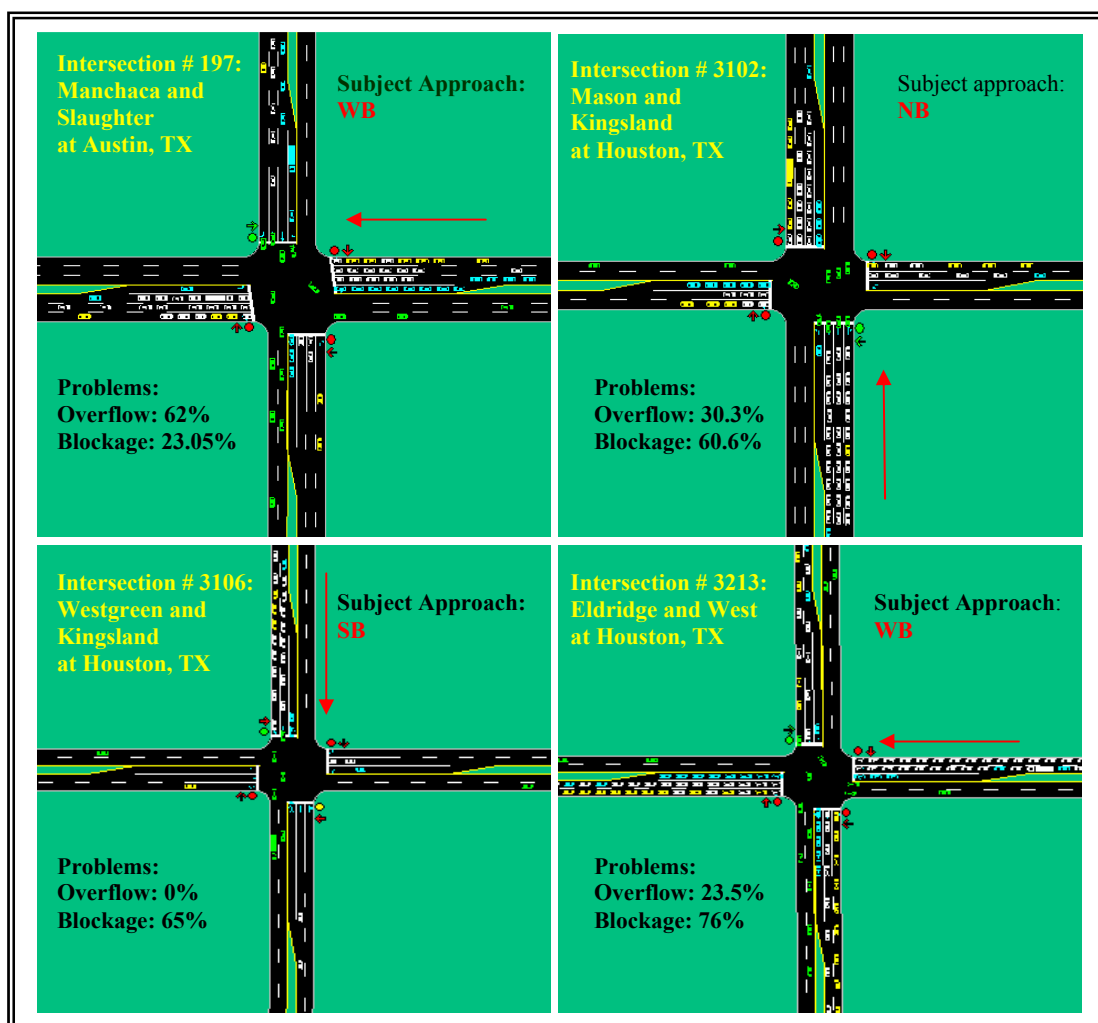 Intersection # 197:
Manchaca and
Slaughter
at Austin, TX
Subject Approach:
WB
Problems:
Overflow: 62%
Blockage: 23.05%
Intersection # 3102:
Mason and
Kingsland
at Houston, TX
Subject approach:
NB
Problems:
Overflow: 30.3%
Blockage: 60.6%
Intersection # 3106:
Westgreen and
Kingsland
at Houston, TX
Subject Approach:
SB
Problems:
Overflow: 0%
Blockage: 65%
Intersection # 3213:
Eldridge and West
at Houston, TX
Subject Approach:
WB
Problems:
Overflow: 23.5%
Blockage: 76%